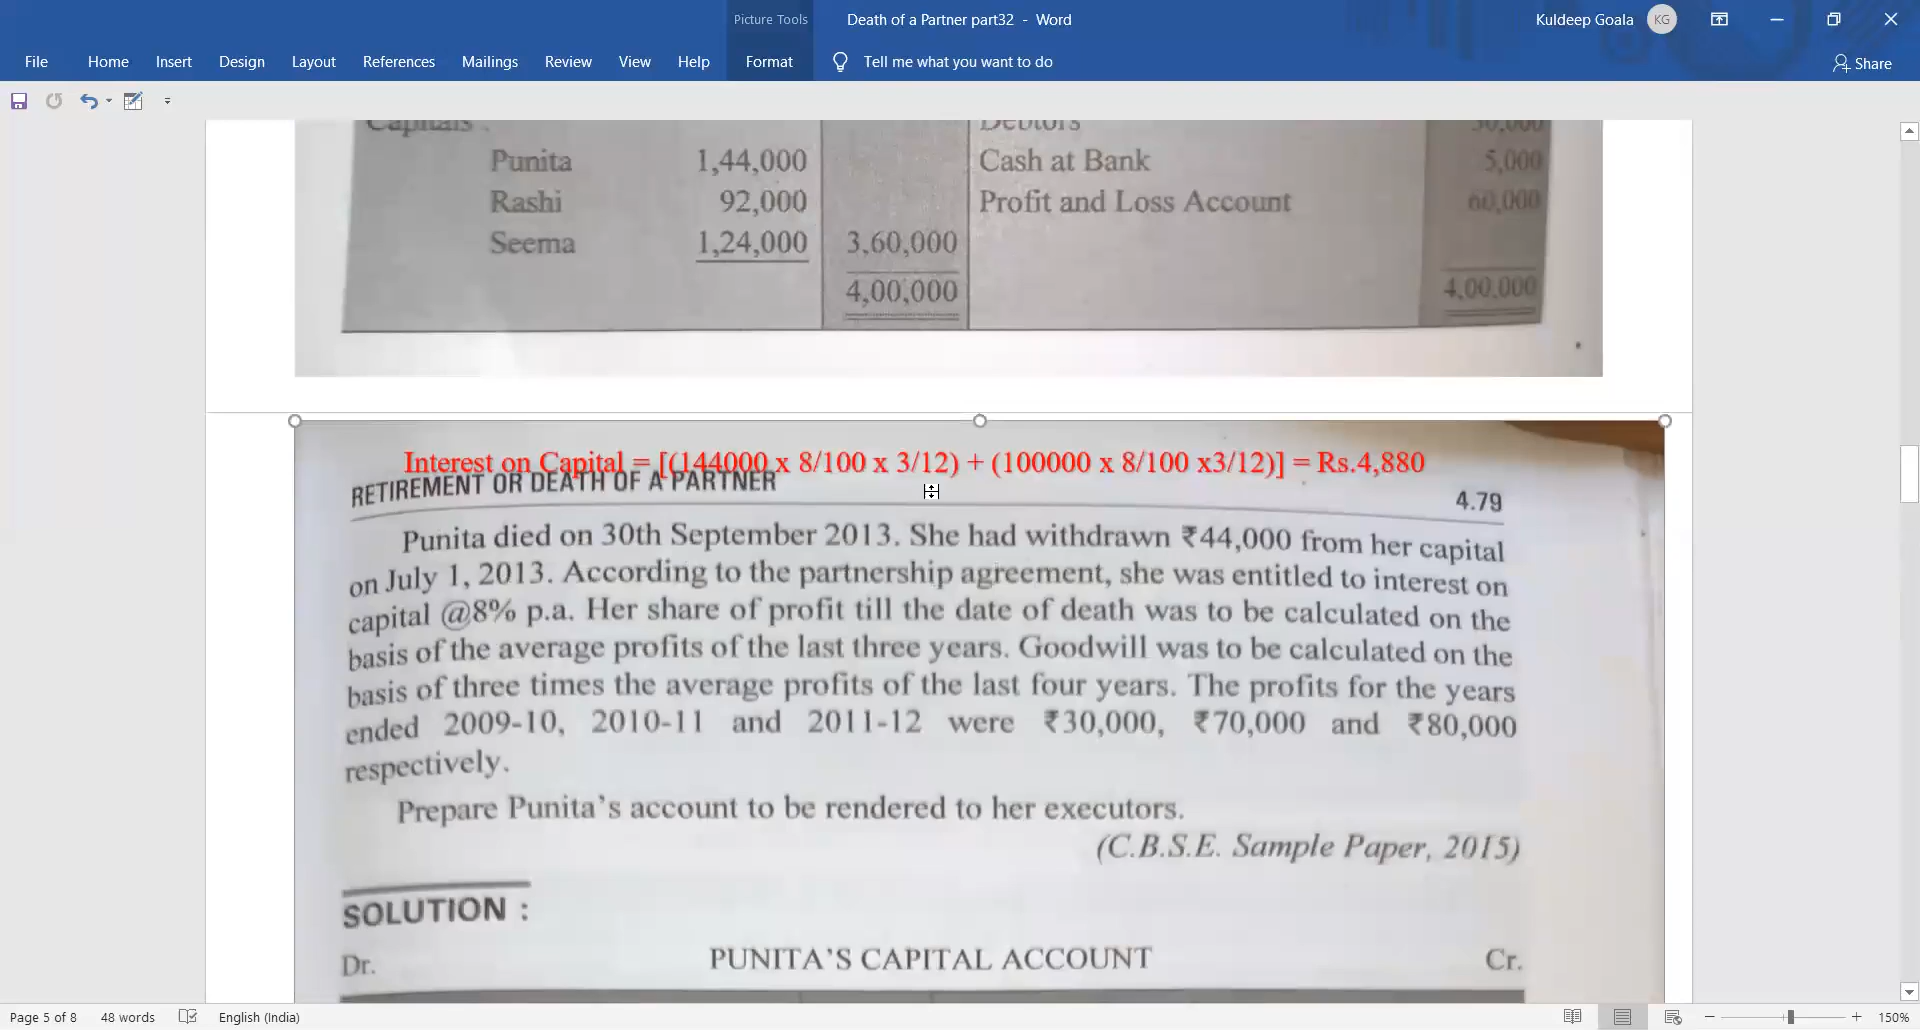 Picture Tools
Death of a Partner part32 - Word
Kuldeep Goala
KG
File Home Insert Design Layout References Mailings Review View Help Format Tell me what you want to do
Share
Capitals : Debtors 50,000
Punita 1,44,000 Cash at Bank 5,000
Rashi 92,000 Profit and Loss Account 60,000
Seema 1,24,000 3,60,000
4,00,000 4,00,000
Interest on Capital = [(144000 x 8/100 x 3/12) + (100000 x 8/100 x3/12)] = Rs.4,880
RETIREMENT OR DEATH OF A PARTNER 4.79
Punita died on 30th September 2013. She had withdrawn ₹44,000 from her capital
on July 1, 2013. According to the partnership agreement, she was entitled to interest on
capital @8% p.a. Her share of profit till the date of death was to be calculated on the
basis of the average profits of the last three years. Goodwill was to be calculated on the
basis of three times the average profits of the last four years. The profits for the years
ended 2009-10, 2010-11 and 2011-12 were ₹30,000, ₹70,000 and ₹80,000
respectively.
Prepare Punita's account to be rendered to her executors.
(C.B.S.E. Sample Paper, 2015)
SOLUTION :
Dr. PUNITA'S CAPITAL ACCOUNT Cr.
Page 5 of 8 48 words English (India) 150%